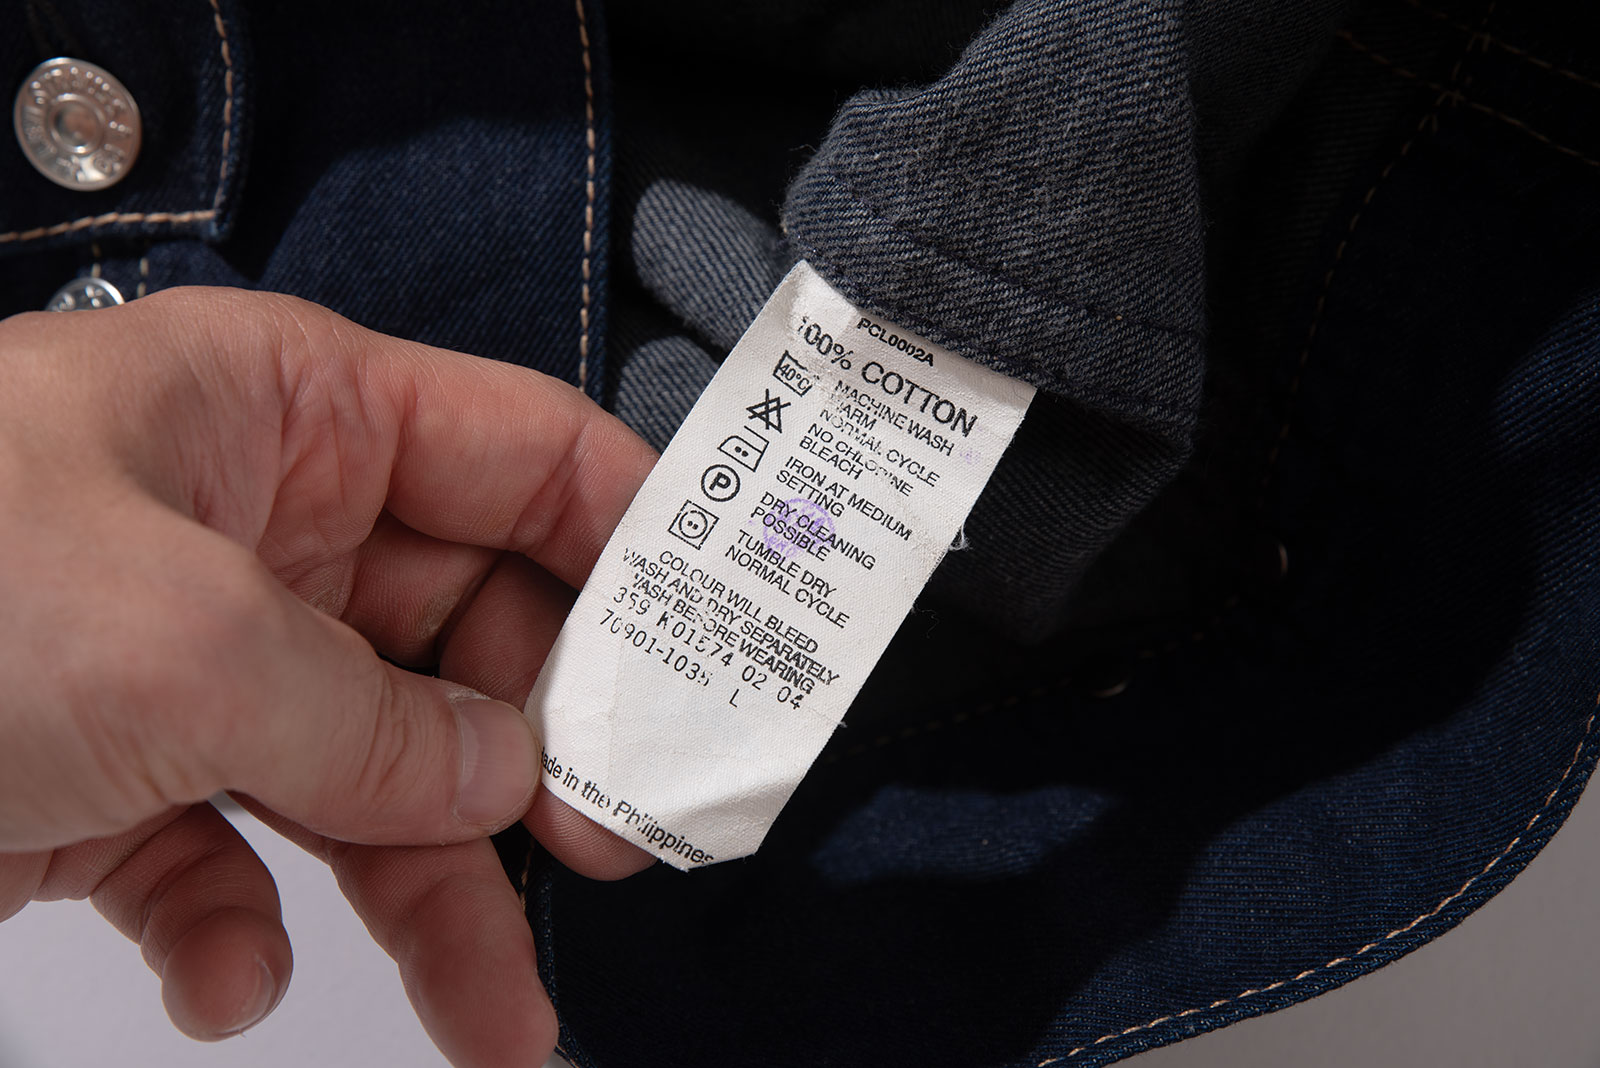 PCL0002A
100% COTTON
40°C
MACHINE WASH
WARM
NORMAL CYCLE
NO CHLORINE
BLEACH
IRON AT MEDIUM
SETTING
P
DRY CLEANING
POSSIBLE
TUMBLE DRY
NORMAL CYCLE
COLOUR WILL BLEED
WASH AND DRY SEPARATELY
WASH BEFORE WEARING
359 K01574 02 04
70901-1035 L
Made in the Philippines